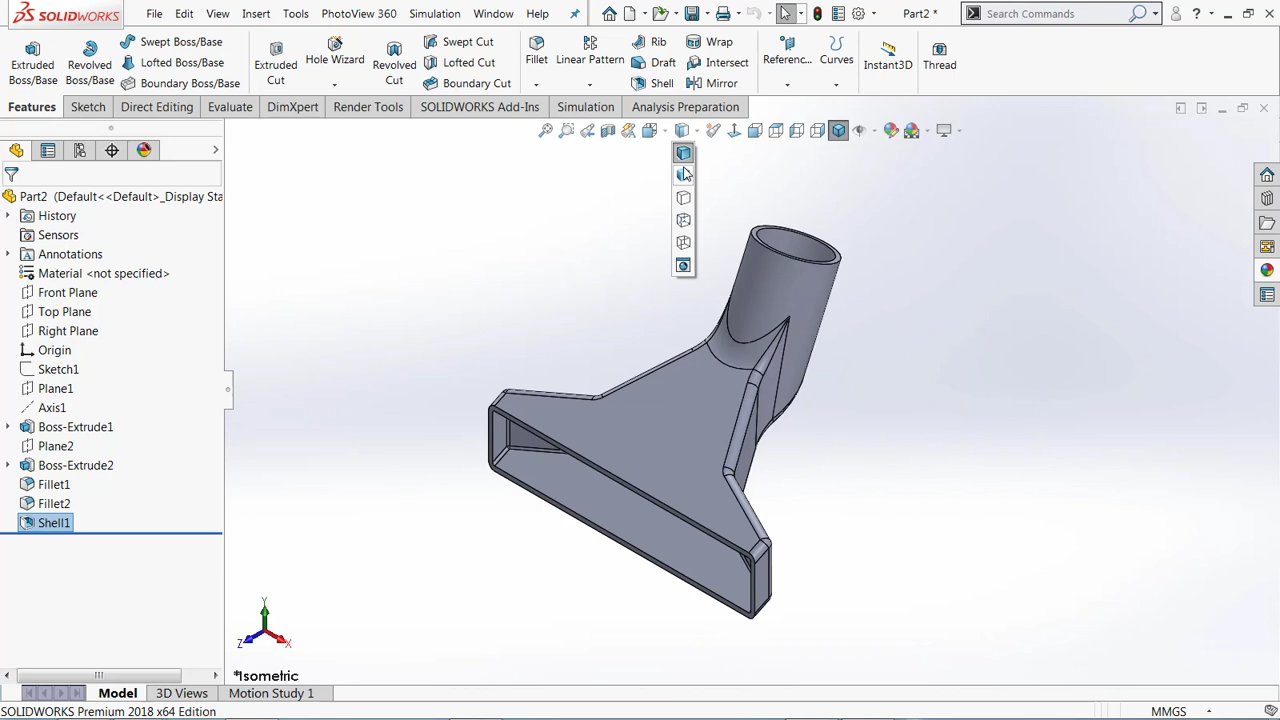 SOLIDWORKS File Edit View Insert Tools PhotoView 360 Simulation Window Help Part2 * Search Commands
Extruded Boss/Base Revolved Boss/Base Swept Boss/Base Lofted Boss/Base Boundary Boss/Base Extruded Cut Hole Wizard Revolved Cut Swept Cut Lofted Cut Boundary Cut Fillet Linear Pattern Rib Draft Shell Wrap Intersect Mirror Referenc... Curves Instant3D Thread
Features Sketch Direct Editing Evaluate DimXpert Render Tools SOLIDWORKS Add-Ins Simulation Analysis Preparation
Part2 (Default<<Default>_Display Sta
History
Sensors
Annotations
Material <not specified>
Front Plane
Top Plane
Right Plane
Origin
Sketch1
Plane1
Axis1
Boss-Extrude1
Plane2
Boss-Extrude2
Fillet1
Fillet2
Shell1
Y
Z X
*Isometric
Model 3D Views Motion Study 1
SOLIDWORKS Premium 2018 x64 Edition MMGS